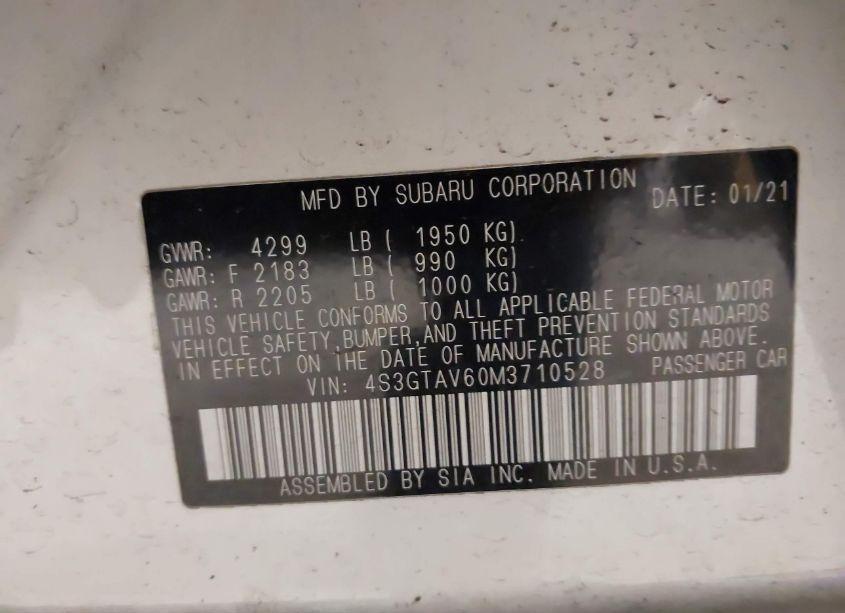 MFD BY SUBARU CORPORATION DATE: 01/21
GVWR: 4299 LB ( 1950 KG)
GAWR: F 2183 LB ( 990 KG)
GAWR: R 2205 LB ( 1000 KG)
THIS VEHICLE CONFORMS TO ALL APPLICABLE FEDERAL MOTOR
VEHICLE SAFETY,BUMPER,AND THEFT PREVENTION STANDARDS
IN EFFECT ON THE DATE OF MANUFACTURE SHOWN ABOVE.
VIN: 4S3GTAV60M3710528 PASSENGER CAR
ASSEMBLED BY SIA INC. MADE IN U.S.A.